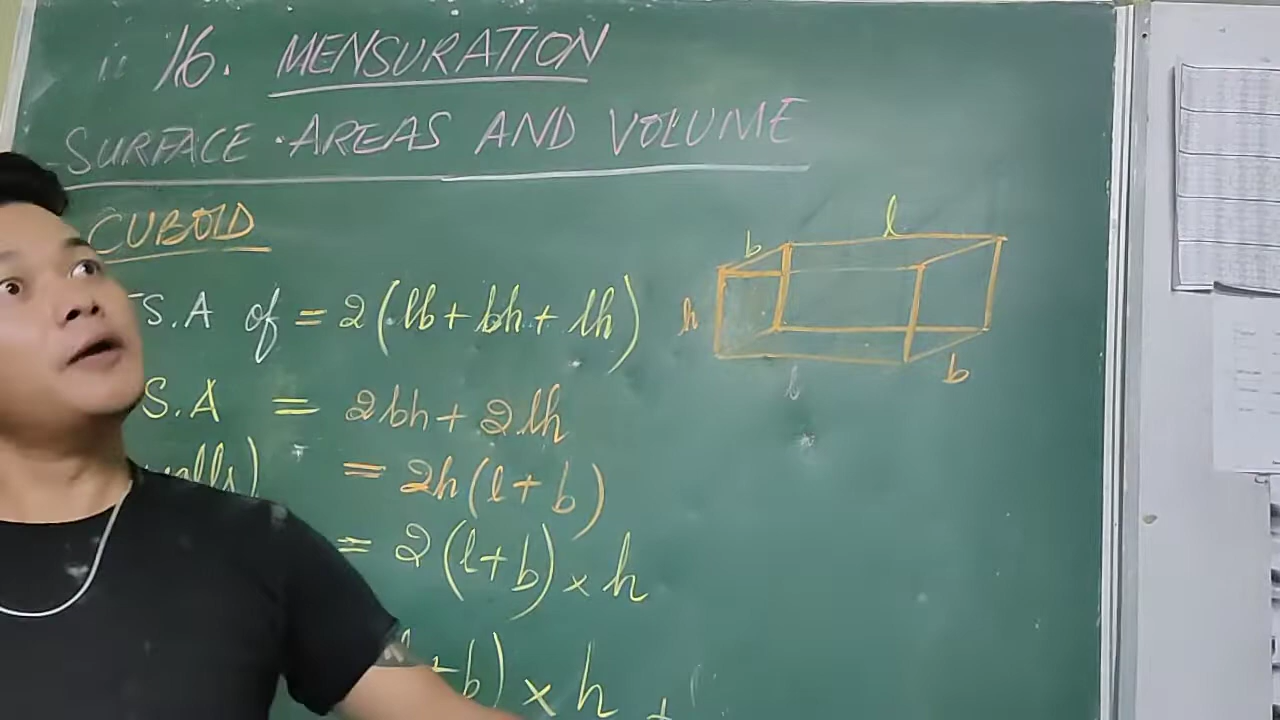 16. MENSURATION
SURFACE AREAS AND VOLUME
CUBOID
S.A of = 2(lb + bh + lh)
S.A = 2bh + 2lh
= 2h(l + b)
= 2(l + b) × h
+ b) × h
l
b
h
b
l